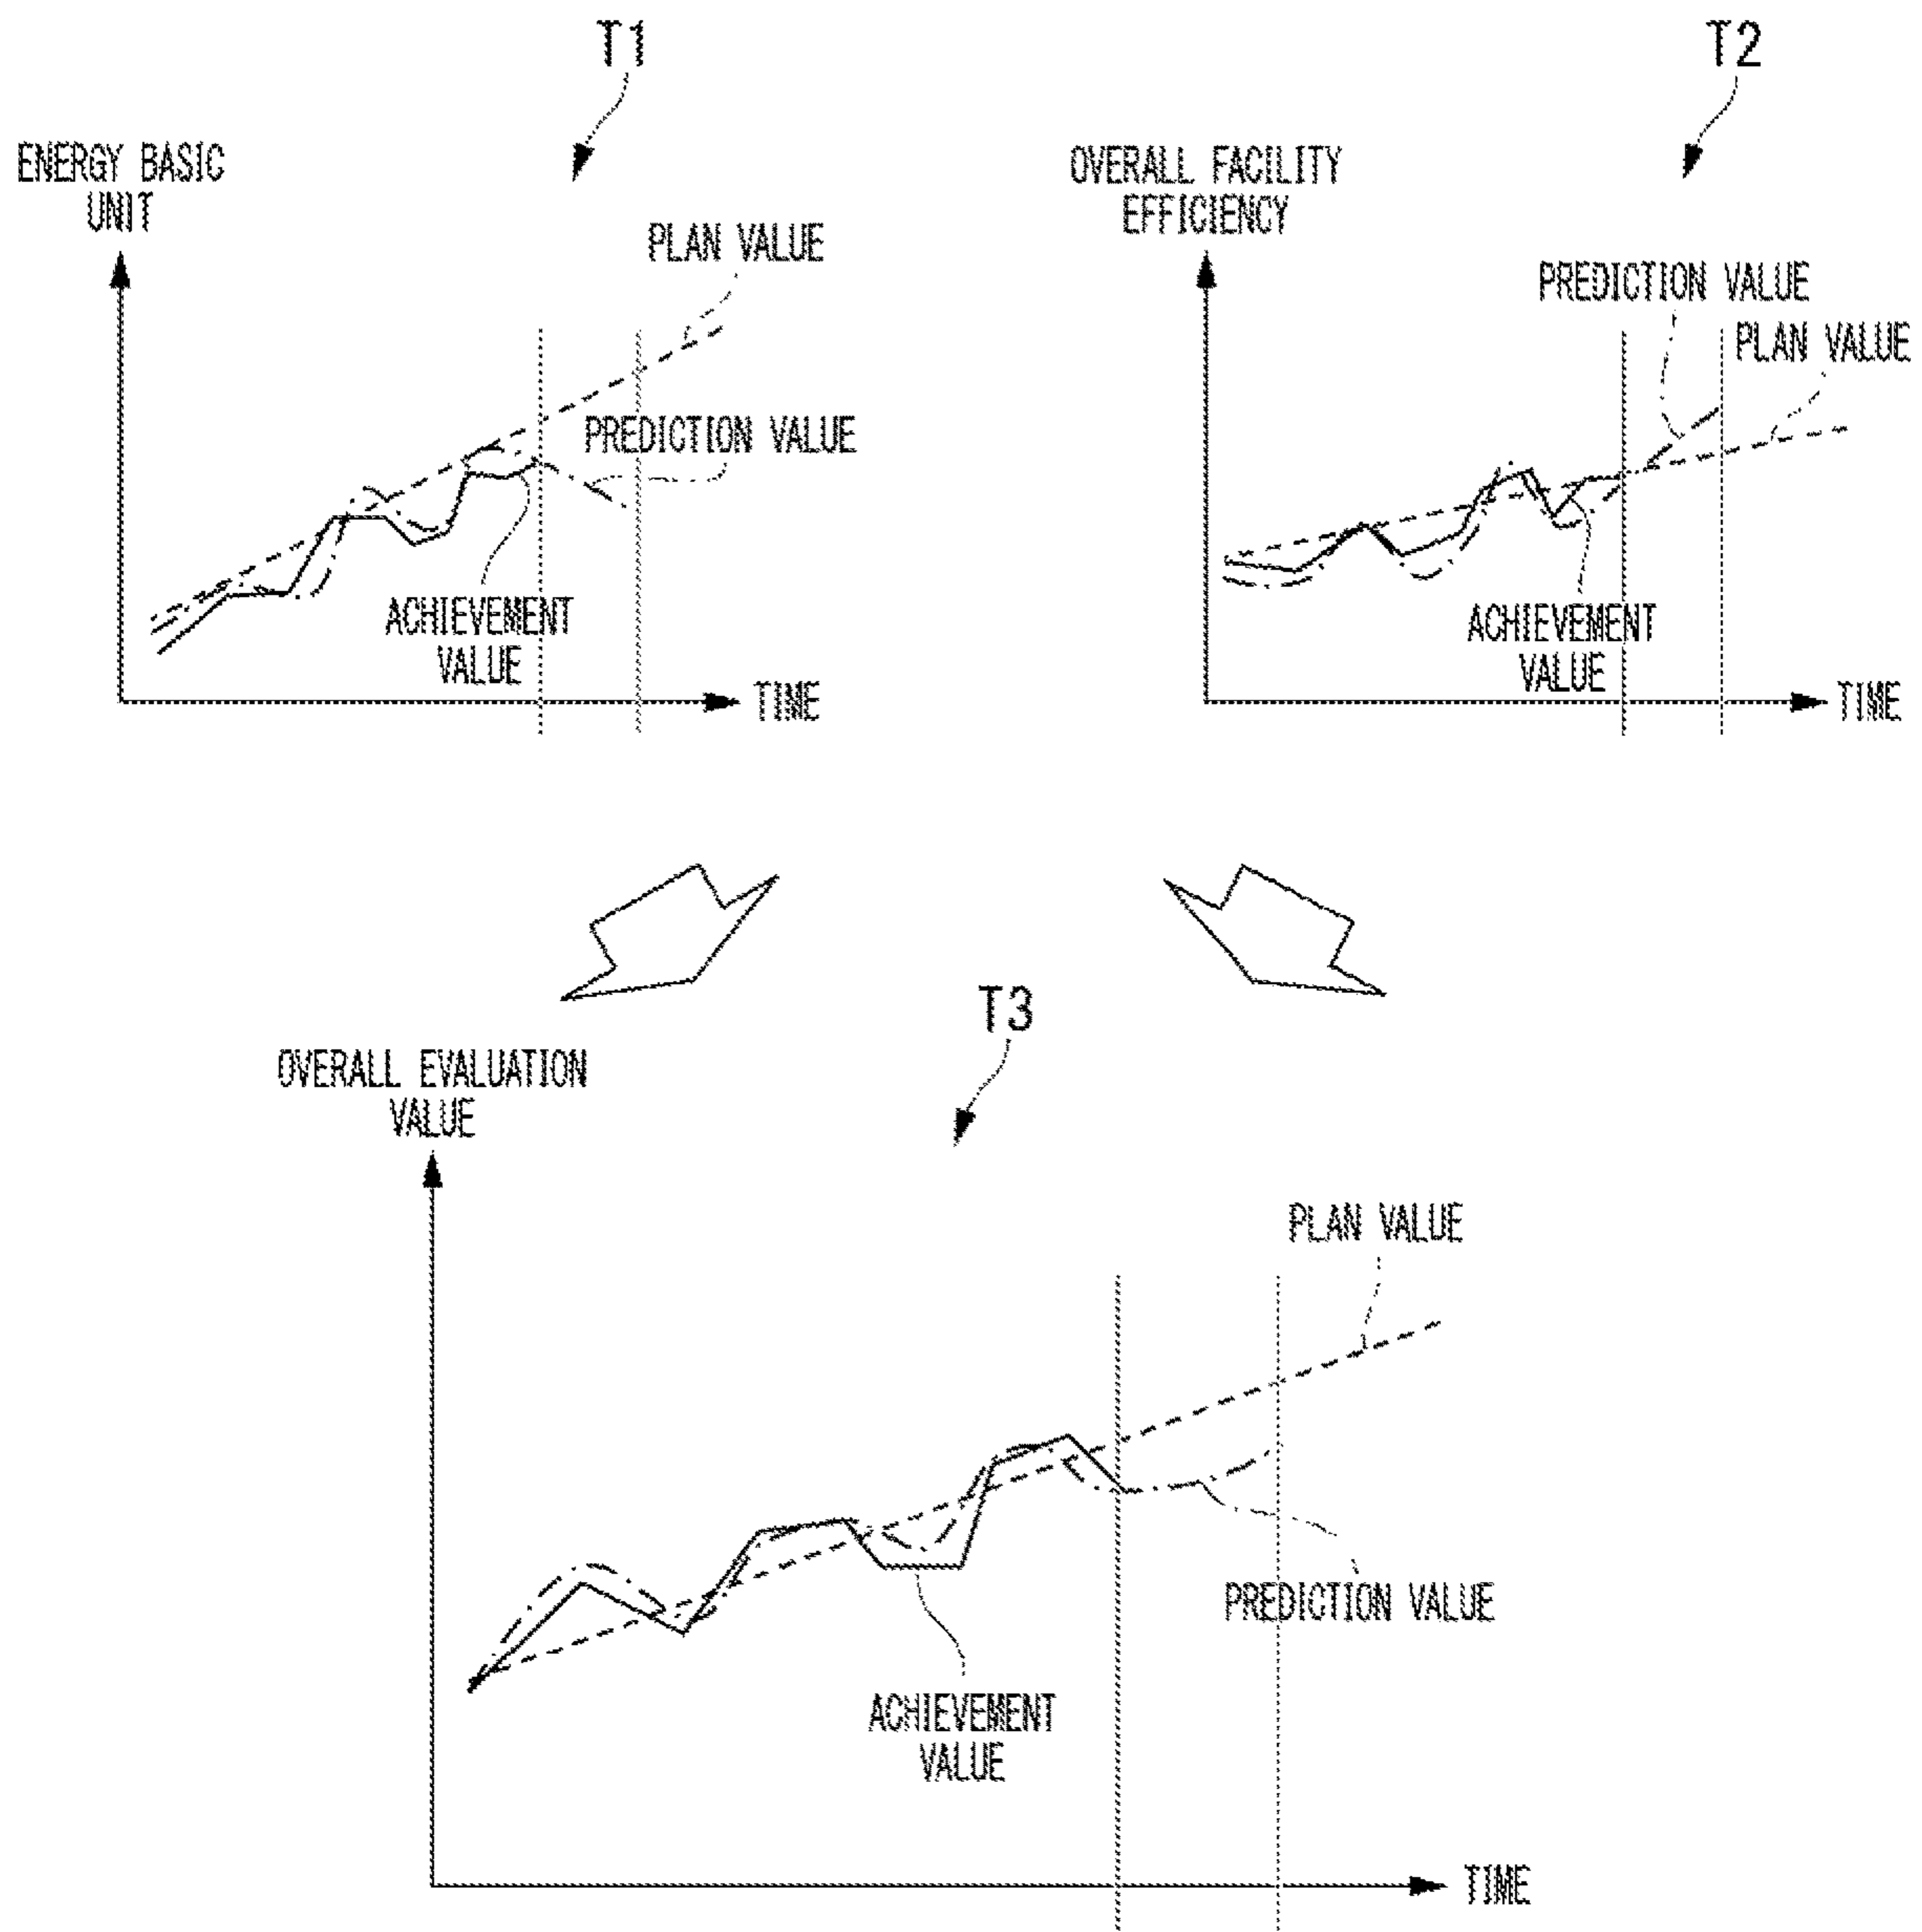 T1
ENERGY BASIC
UNIT
PLAN VALUE
PREDICTION VALUE
ACHIEVEMENT
VALUE
TIME
T2
OVERALL FACILITY
EFFICIENCY
PREDICTION VALUE
PLAN VALUE
ACHIEVEMENT
VALUE
TIME
T3
OVERALL EVALUATION
VALUE
PLAN VALUE
PREDICTION VALUE
ACHIEVEMENT
VALUE
TIME